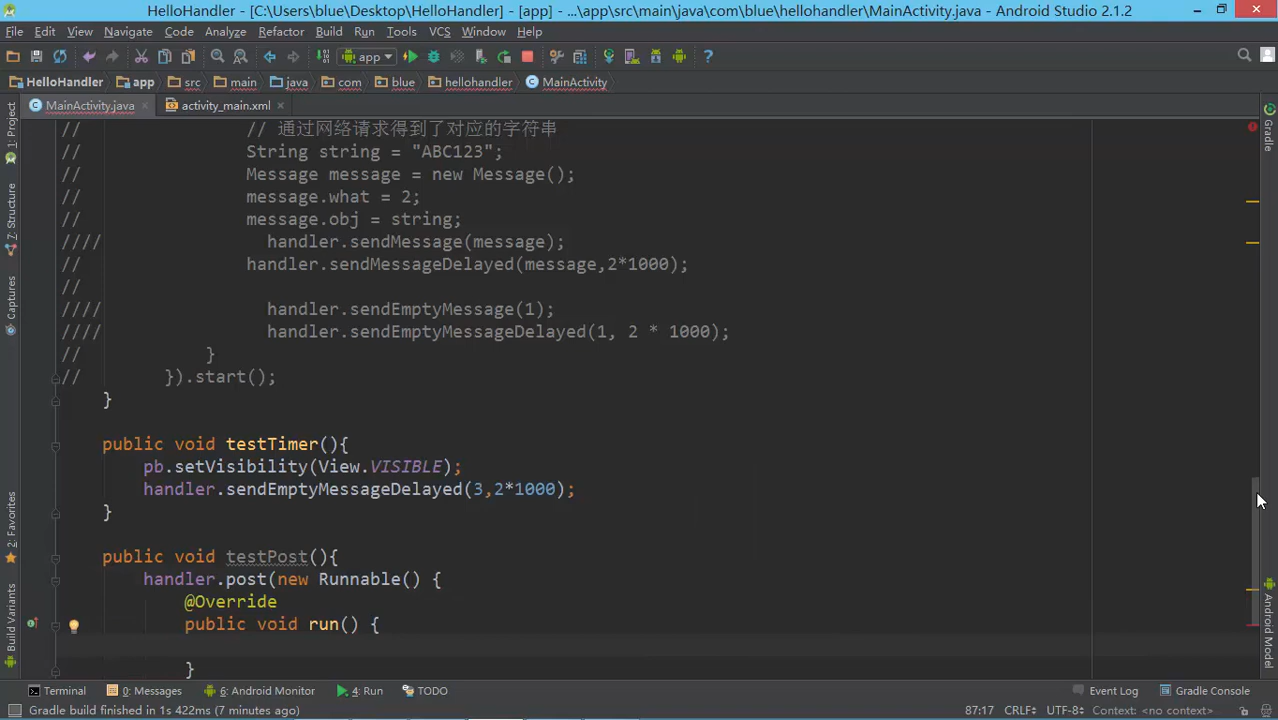 HelloHandler - [C:\Users\blue\Desktop\HelloHandler] - [app] - ...\app\src\main\java\com\blue\hellohandler\MainActivity.java - Android Studio 2.1.2
File Edit View Navigate Code Analyze Refactor Build Run Tools VCS Window Help
app
HelloHandler app src main java com blue hellohandler MainActivity
MainActivity.java activity_main.xml
// // 通过网络请求得到了对应的字符串
// String string = "ABC123";
// Message message = new Message();
// message.what = 2;
// message.obj = string;
//// handler.sendMessage(message);
// handler.sendMessageDelayed(message,2*1000);
//
//// handler.sendEmptyMessage(1);
//// handler.sendEmptyMessageDelayed(1, 2 * 1000);
// }
// }).start();
}
public void testTimer(){
pb.setVisibility(View.VISIBLE);
handler.sendEmptyMessageDelayed(3,2*1000);
}
public void testPost(){
handler.post(new Runnable() {
@Override
public void run() {
}
1: Project
7: Structure
Captures
2: Favorites
Build Variants
Gradle
Android Model
Terminal 0: Messages 6: Android Monitor 4: Run TODO Event Log Gradle Console
Gradle build finished in 1s 422ms (7 minutes ago) 87:17 CRLF÷ UTF-8÷ Context: <no context>